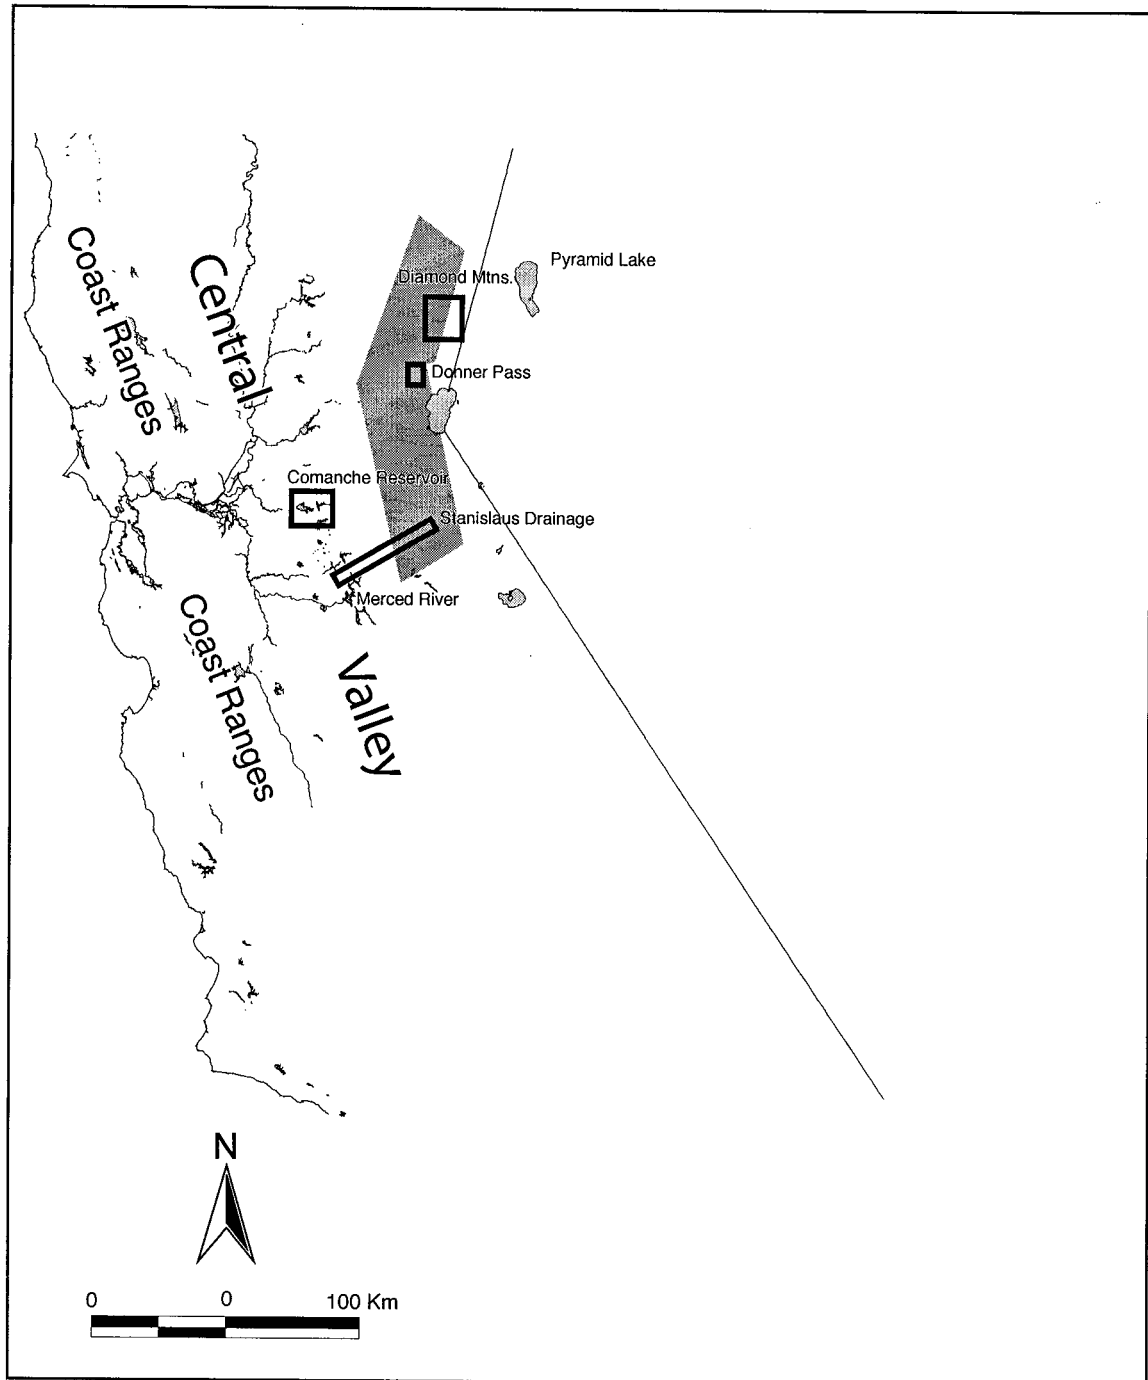 Pyramid Lake
Coast Ranges
Central
Diamond Mtns.
Donner Pass
Comanche Reservoir
Stanislaus Drainage
Merced River
Coast Ranges
Valley
N
0 0 100 Km